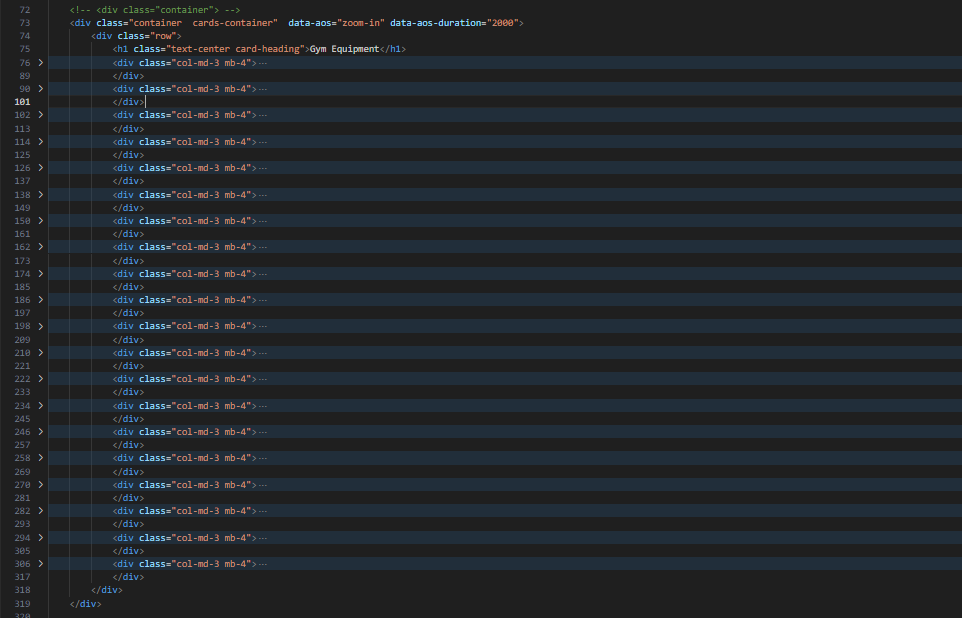 72 <!-- <div class="container"> -->
73 <div class="container  cards-container"  data-aos="zoom-in" data-aos-duration="2000">
74 <div class="row">
75 <h1 class="text-center card-heading">Gym Equipment</h1>
76 > <div class="col-md-3 mb-4"> ...
89 </div>
90 > <div class="col-md-3 mb-4"> ...
101 </div>
102 > <div class="col-md-3 mb-4"> ...
113 </div>
114 > <div class="col-md-3 mb-4"> ...
125 </div>
126 > <div class="col-md-3 mb-4"> ...
137 </div>
138 > <div class="col-md-3 mb-4"> ...
149 </div>
150 > <div class="col-md-3 mb-4"> ...
161 </div>
162 > <div class="col-md-3 mb-4"> ...
173 </div>
174 > <div class="col-md-3 mb-4"> ...
185 </div>
186 > <div class="col-md-3 mb-4"> ...
197 </div>
198 > <div class="col-md-3 mb-4"> ...
209 </div>
210 > <div class="col-md-3 mb-4"> ...
221 </div>
222 > <div class="col-md-3 mb-4"> ...
233 </div>
234 > <div class="col-md-3 mb-4"> ...
245 </div>
246 > <div class="col-md-3 mb-4"> ...
257 </div>
258 > <div class="col-md-3 mb-4"> ...
269 </div>
270 > <div class="col-md-3 mb-4"> ...
281 </div>
282 > <div class="col-md-3 mb-4"> ...
293 </div>
294 > <div class="col-md-3 mb-4"> ...
305 </div>
306 > <div class="col-md-3 mb-4"> ...
317 </div>
318 </div>
319 </div>
320